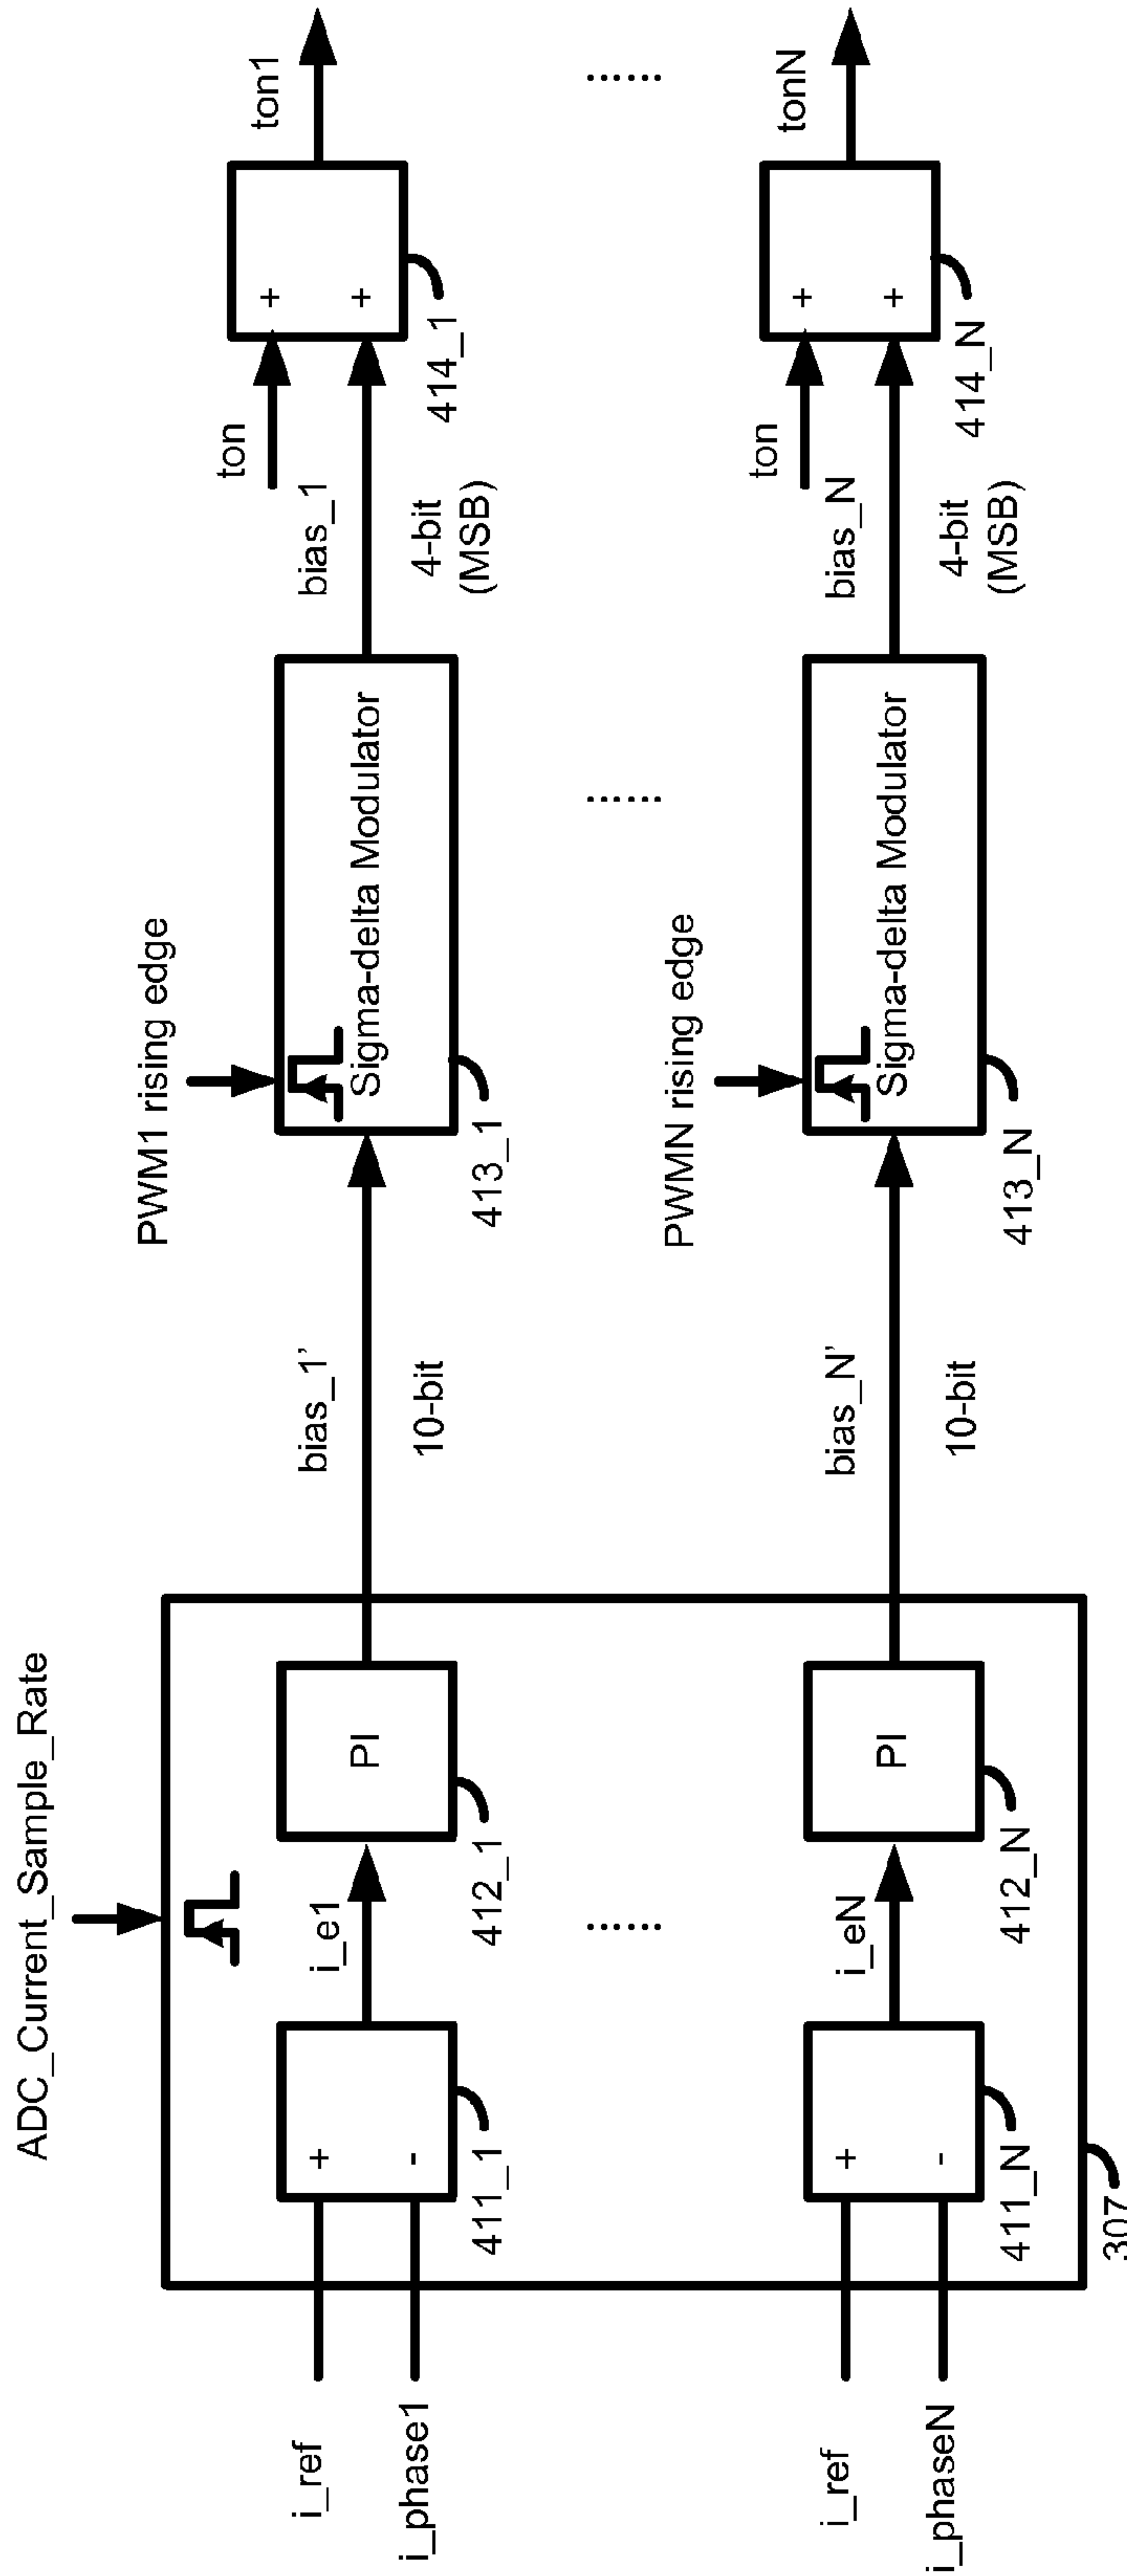 ADC_Current_Sample_Rate
i_ref
i_phase1
+
-
411_1
i_e1
PI
412_1
bias_1'
10-bit
PWM1 rising edge
Sigma-delta Modulator
413_1
bias_1
4-bit
(MSB)
ton
+
+
414_1
ton1
......
......
......
i_ref
i_phaseN
+
-
411_N
i_eN
PI
412_N
307
bias_N'
10-bit
PWMN rising edge
Sigma-delta Modulator
413_N
bias_N
4-bit
(MSB)
ton
+
+
414_N
tonN